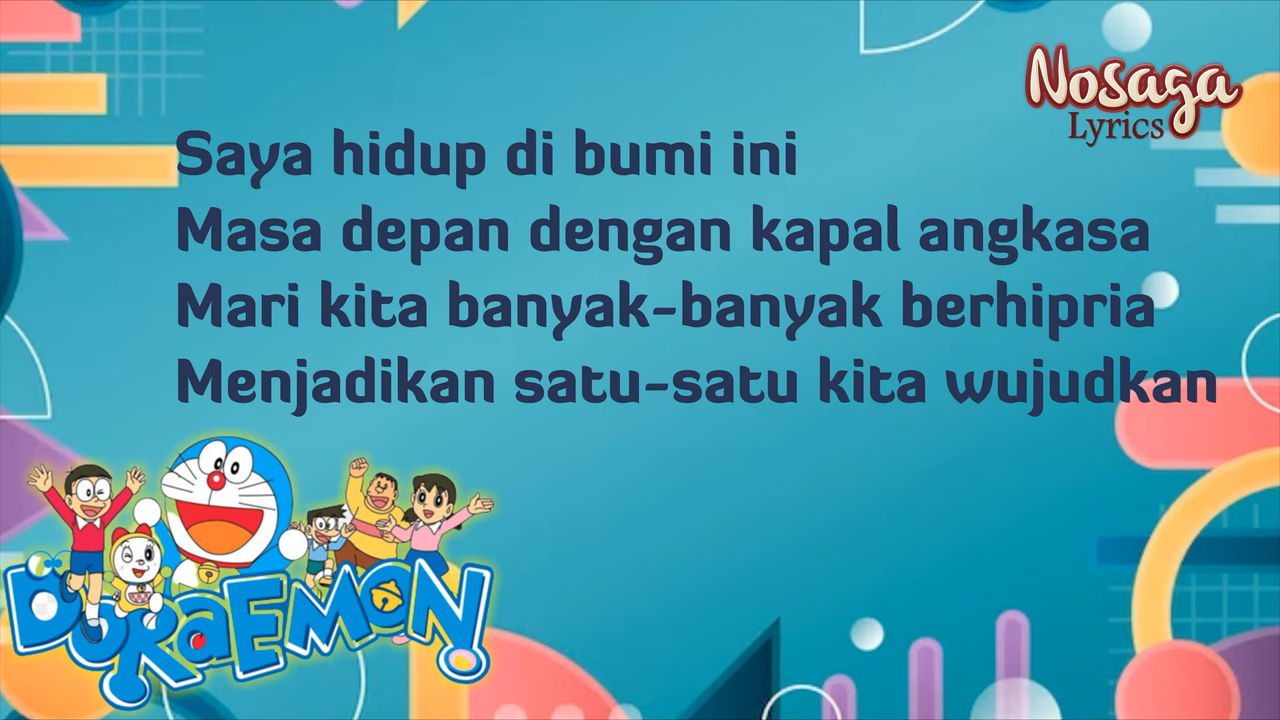 Nosaga
Lyrics
Saya hidup di bumi ini
Masa depan dengan kapal angkasa
Mari kita banyak-banyak berhipria
Menjadikan satu-satu kita wujudkan
DORAEMON